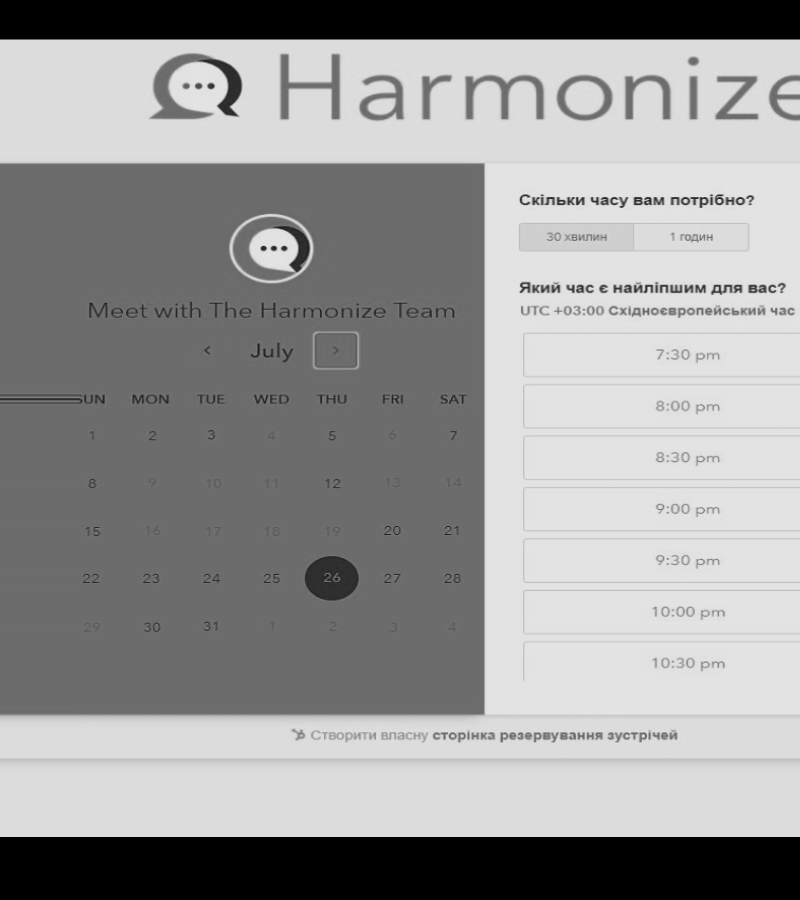 Harmonize
Meet with The Harmonize Team
July
SUN MON TUE WED THU FRI SAT
1 2 3 4 5 6 7
8 9 10 11 12 13 14
15 16 17 18 19 20 21
22 23 24 25 26 27 28
29 30 31 1 2 3 4
Скільки часу вам потрібно?
30 хвилин 1 годин
Який час є найліпшим для вас?
UTC +03:00 Східноєвропейський час
7:30 pm
8:00 pm
8:30 pm
9:00 pm
9:30 pm
10:00 pm
10:30 pm
Створити власну сторінка резервування зустрічей